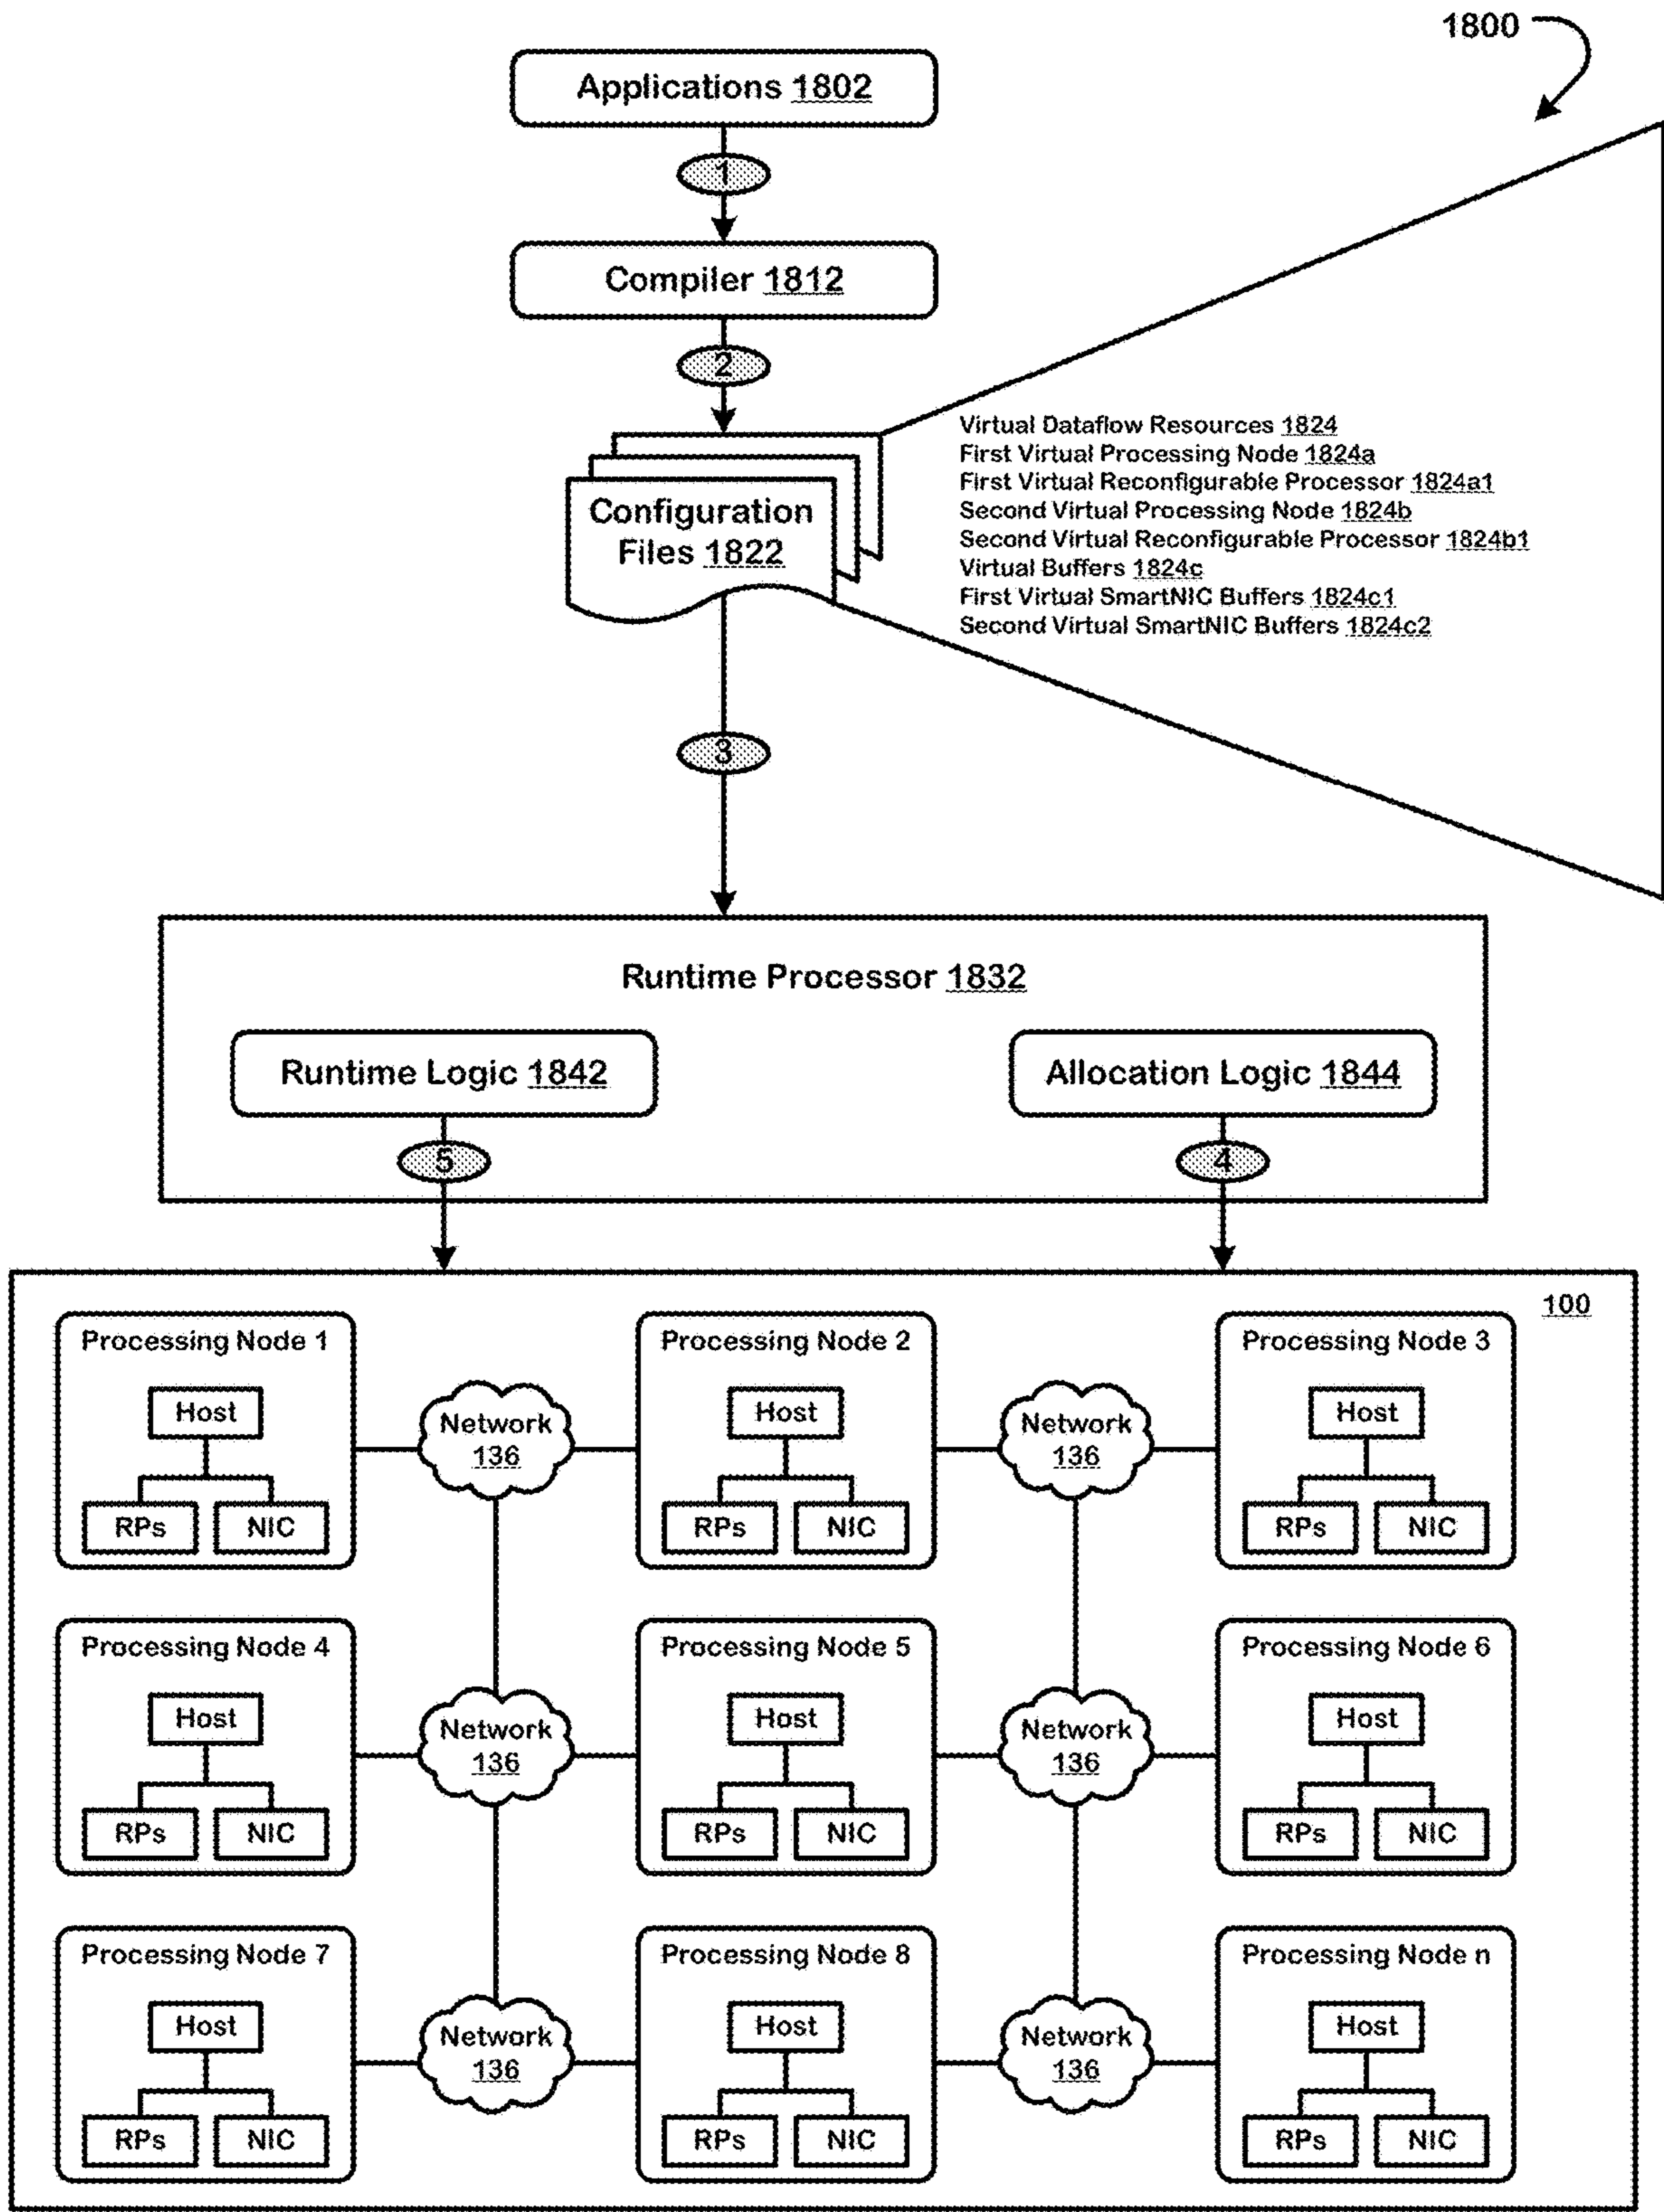 1800
Applications 1802
1
Compiler 1812
2
Configuration
Files 1822
Virtual Dataflow Resources 1824
First Virtual Processing Node 1824a
First Virtual Reconfigurable Processor 1824a1
Second Virtual Processing Node 1824b
Second Virtual Reconfigurable Processor 1824b1
Virtual Buffers 1824c
First Virtual SmartNIC Buffers 1824c1
Second Virtual SmartNIC Buffers 1824c2
3
Runtime Processor 1832
Runtime Logic 1842
Allocation Logic 1844
5
4
100
Processing Node 1
Host
RPs
NIC
Network
136
Processing Node 2
Host
RPs
NIC
Network
136
Processing Node 3
Host
RPs
NIC
Processing Node 4
Host
RPs
NIC
Network
136
Processing Node 5
Host
RPs
NIC
Network
136
Processing Node 6
Host
RPs
NIC
Processing Node 7
Host
RPs
NIC
Network
136
Processing Node 8
Host
RPs
NIC
Network
136
Processing Node n
Host
RPs
NIC